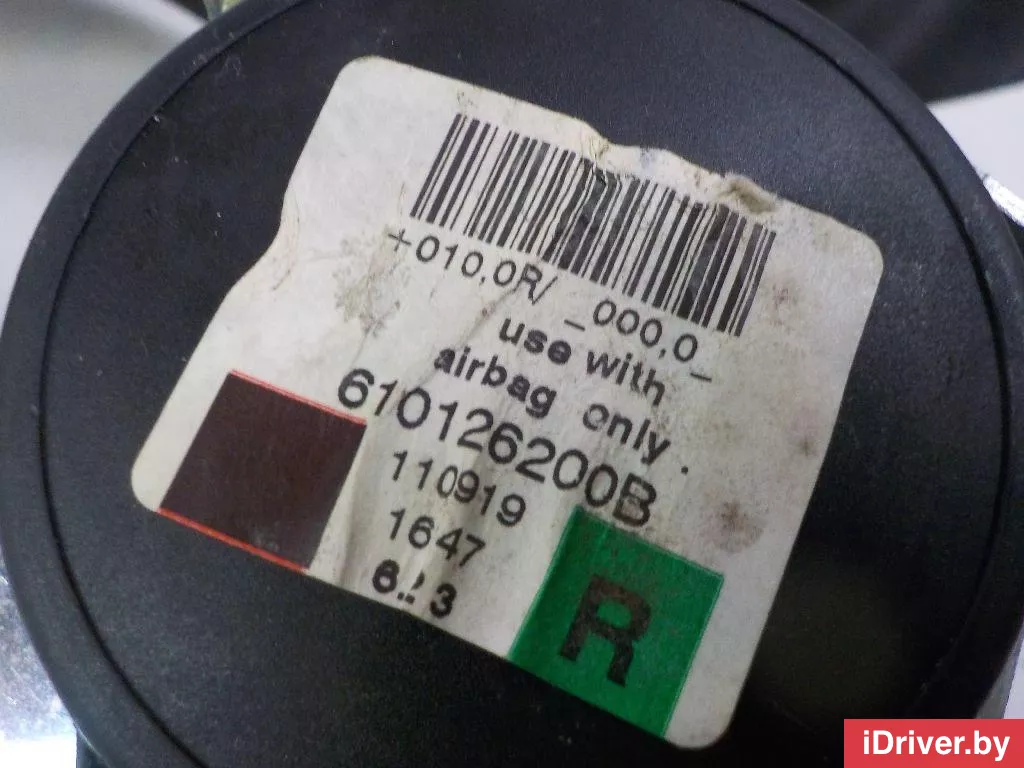 +010,0R/ _000,0_
use with
airbag only.
610126200B
110919
1647
R
iDriver.by